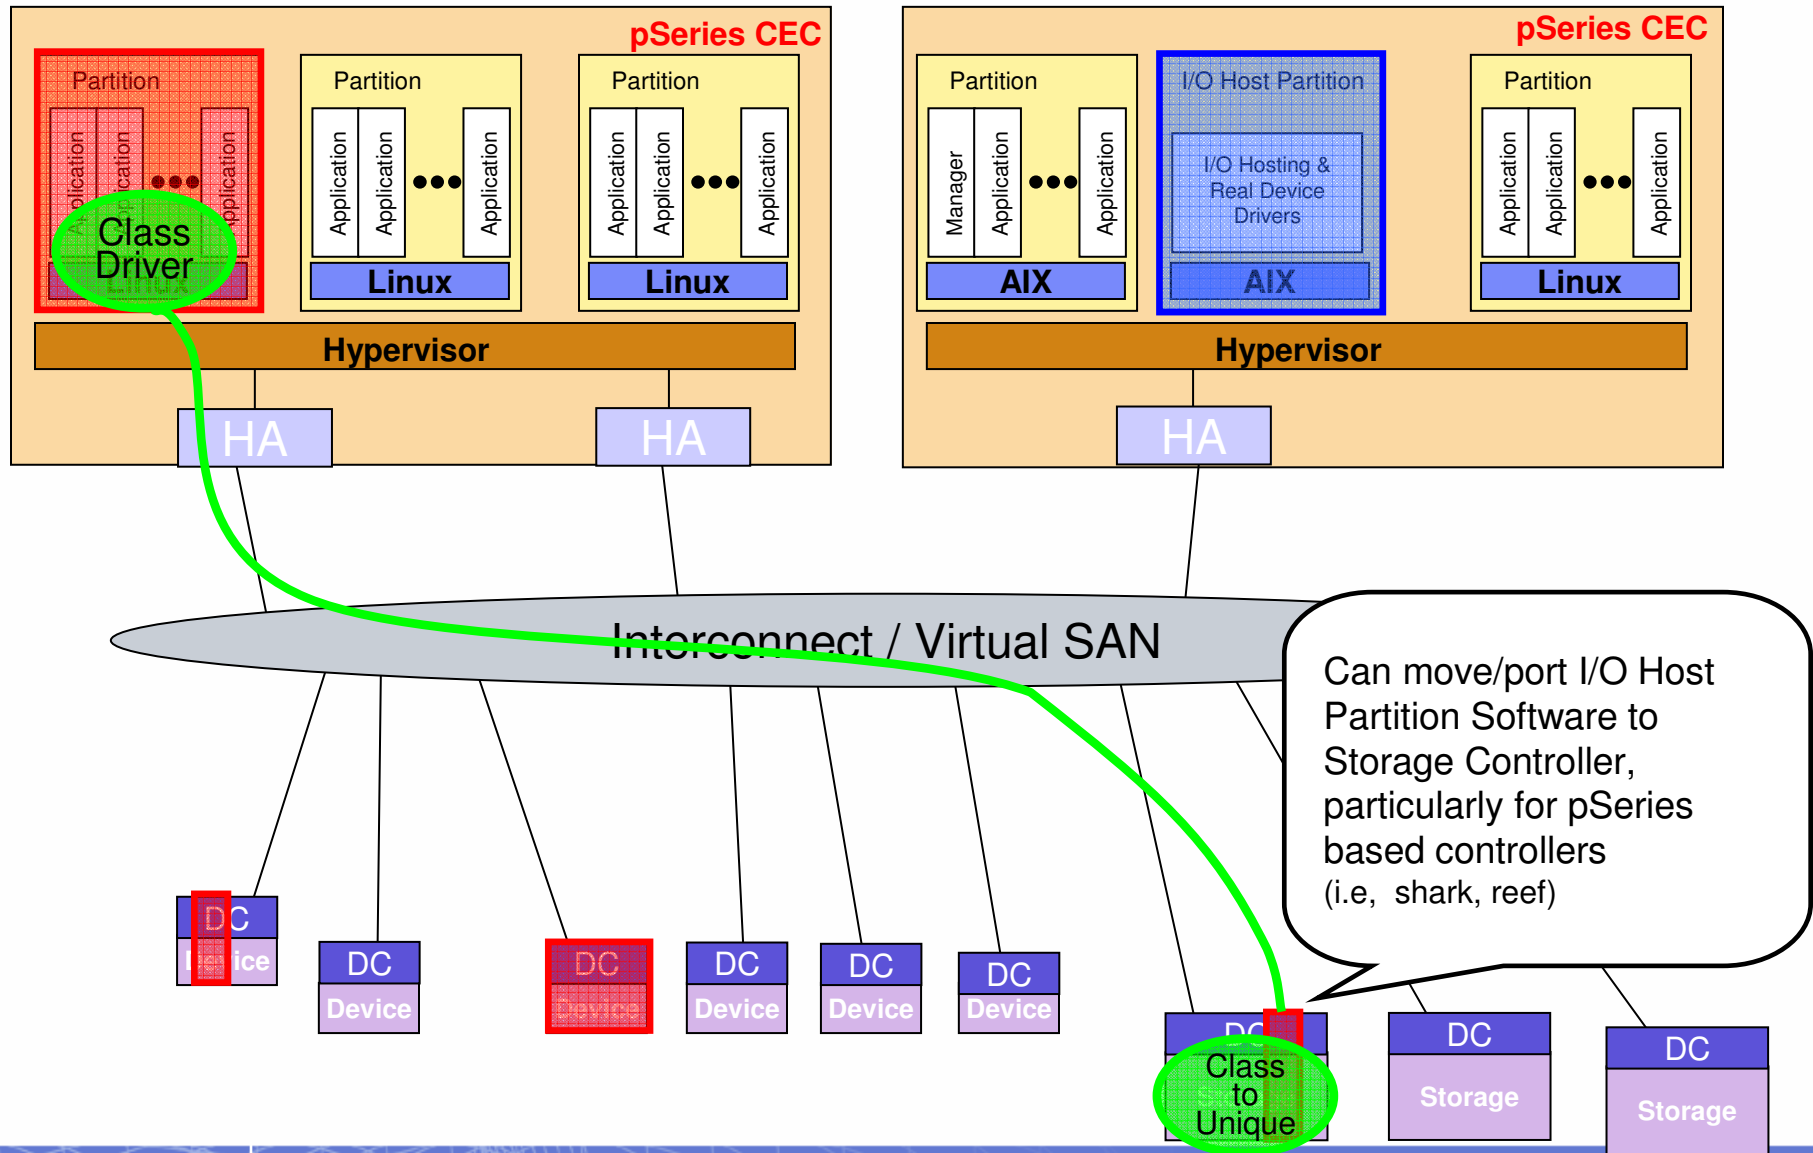 pSeries CEC
Partition
Application
Application
Application
Class
Driver
Linux
Partition
Application
Application
Application
Linux
Partition
Application
Application
Application
Linux
Hypervisor
HA
HA
pSeries CEC
Partition
Manager
Application
Application
AIX
I/O Host Partition
I/O Hosting &
Real Device
Drivers
AIX
Partition
Application
Application
Application
Linux
Hypervisor
HA
Interconnect / Virtual SAN
Can move/port I/O Host
Partition Software to
Storage Controller,
particularly for pSeries
based controllers
(i.e, shark, reef)
DC
Device
DC
Device
DC
Device
DC
Device
DC
Device
DC
Device
DC
Class
to
Unique
DC
Storage
DC
Storage